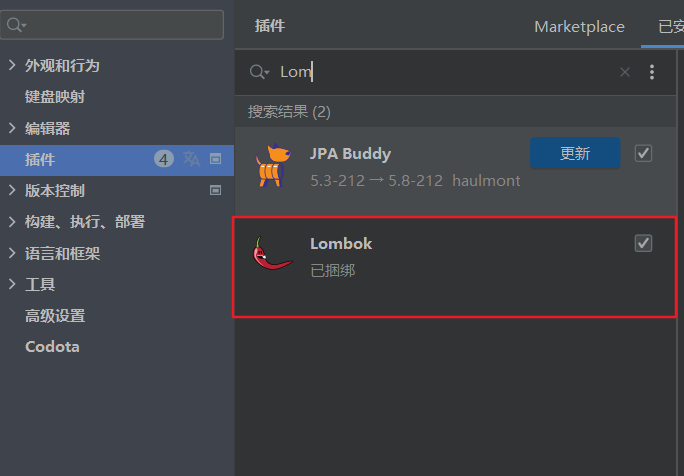 插件
Marketplace
已安
外观和行为
键盘映射
编辑器
插件
4
版本控制
构建、执行、部署
语言和框架
工具
高级设置
Codota
Lom
搜索结果 (2)
JPA Buddy
更新
5.3-212 → 5.8-212 haulmont
Lombok
已捆绑